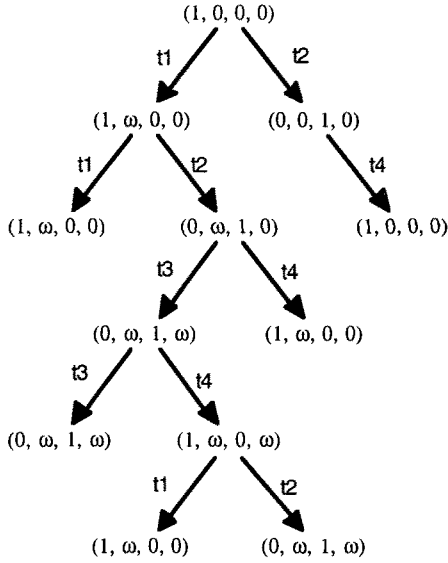 (1, 0, 0, 0)
t1 t2
(1, ω, 0, 0) (0, 0, 1, 0)
t1 t2 t4
(1, ω, 0, 0) (0, ω, 1, 0) (1, 0, 0, 0)
t3 t4
(0, ω, 1, ω) (1, ω, 0, 0)
t3 t4
(0, ω, 1, ω) (1, ω, 0, ω)
t1 t2
(1, ω, 0, 0) (0, ω, 1, ω)